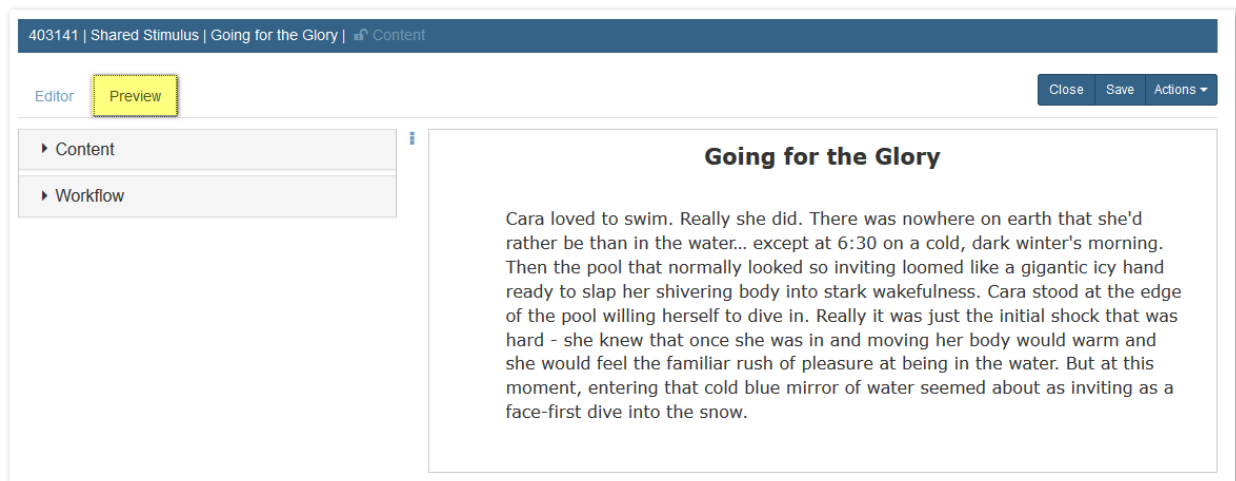 403141 | Shared Stimulus | Going for the Glory | Content
Editor
Preview
Close
Save
Actions
Content
Workflow
Going for the Glory
Cara loved to swim. Really she did. There was nowhere on earth that she'd
rather be than in the water... except at 6:30 on a cold, dark winter's morning.
Then the pool that normally looked so inviting loomed like a gigantic icy hand
ready to slap her shivering body into stark wakefulness. Cara stood at the edge
of the pool willing herself to dive in. Really it was just the initial shock that was
hard - she knew that once she was in and moving her body would warm and
she would feel the familiar rush of pleasure at being in the water. But at this
moment, entering that cold blue mirror of water seemed about as inviting as a
face-first dive into the snow.